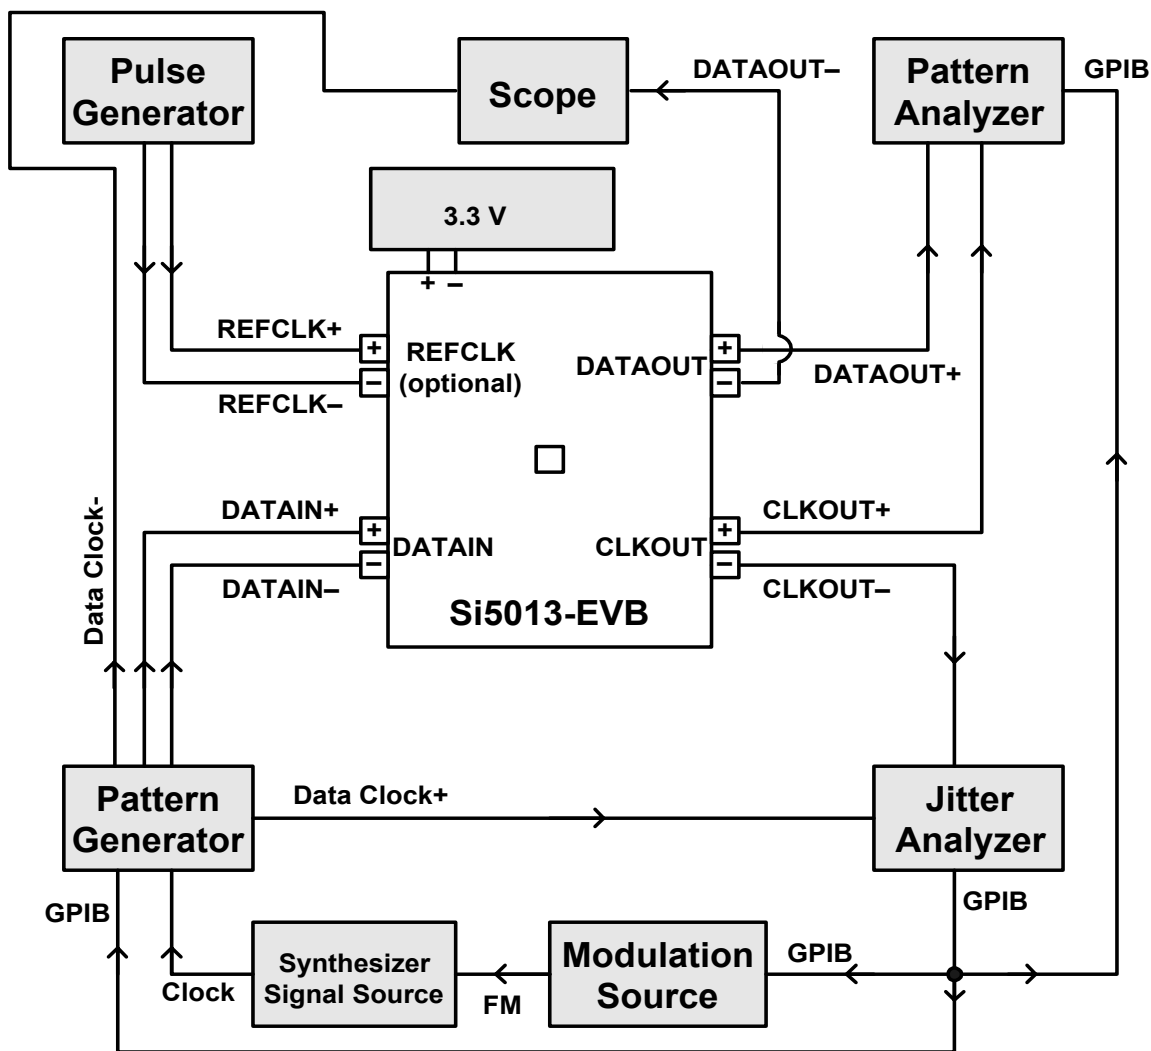 Pulse
Generator
Scope
DATAOUT–
Pattern
Analyzer
GPIB
3.3 V
+ –
REFCLK+
+
REFCLK
(optional)
–
REFCLK–
DATAOUT
+
–
DATAOUT+
Data Clock-
DATAIN+
+
DATAIN
–
DATAIN–
CLKOUT+
+
CLKOUT
–
CLKOUT–
Si5013-EVB
Pattern
Generator
Data Clock+
Jitter
Analyzer
GPIB
GPIB
Clock
Synthesizer
Signal Source
FM
Modulation
Source
GPIB